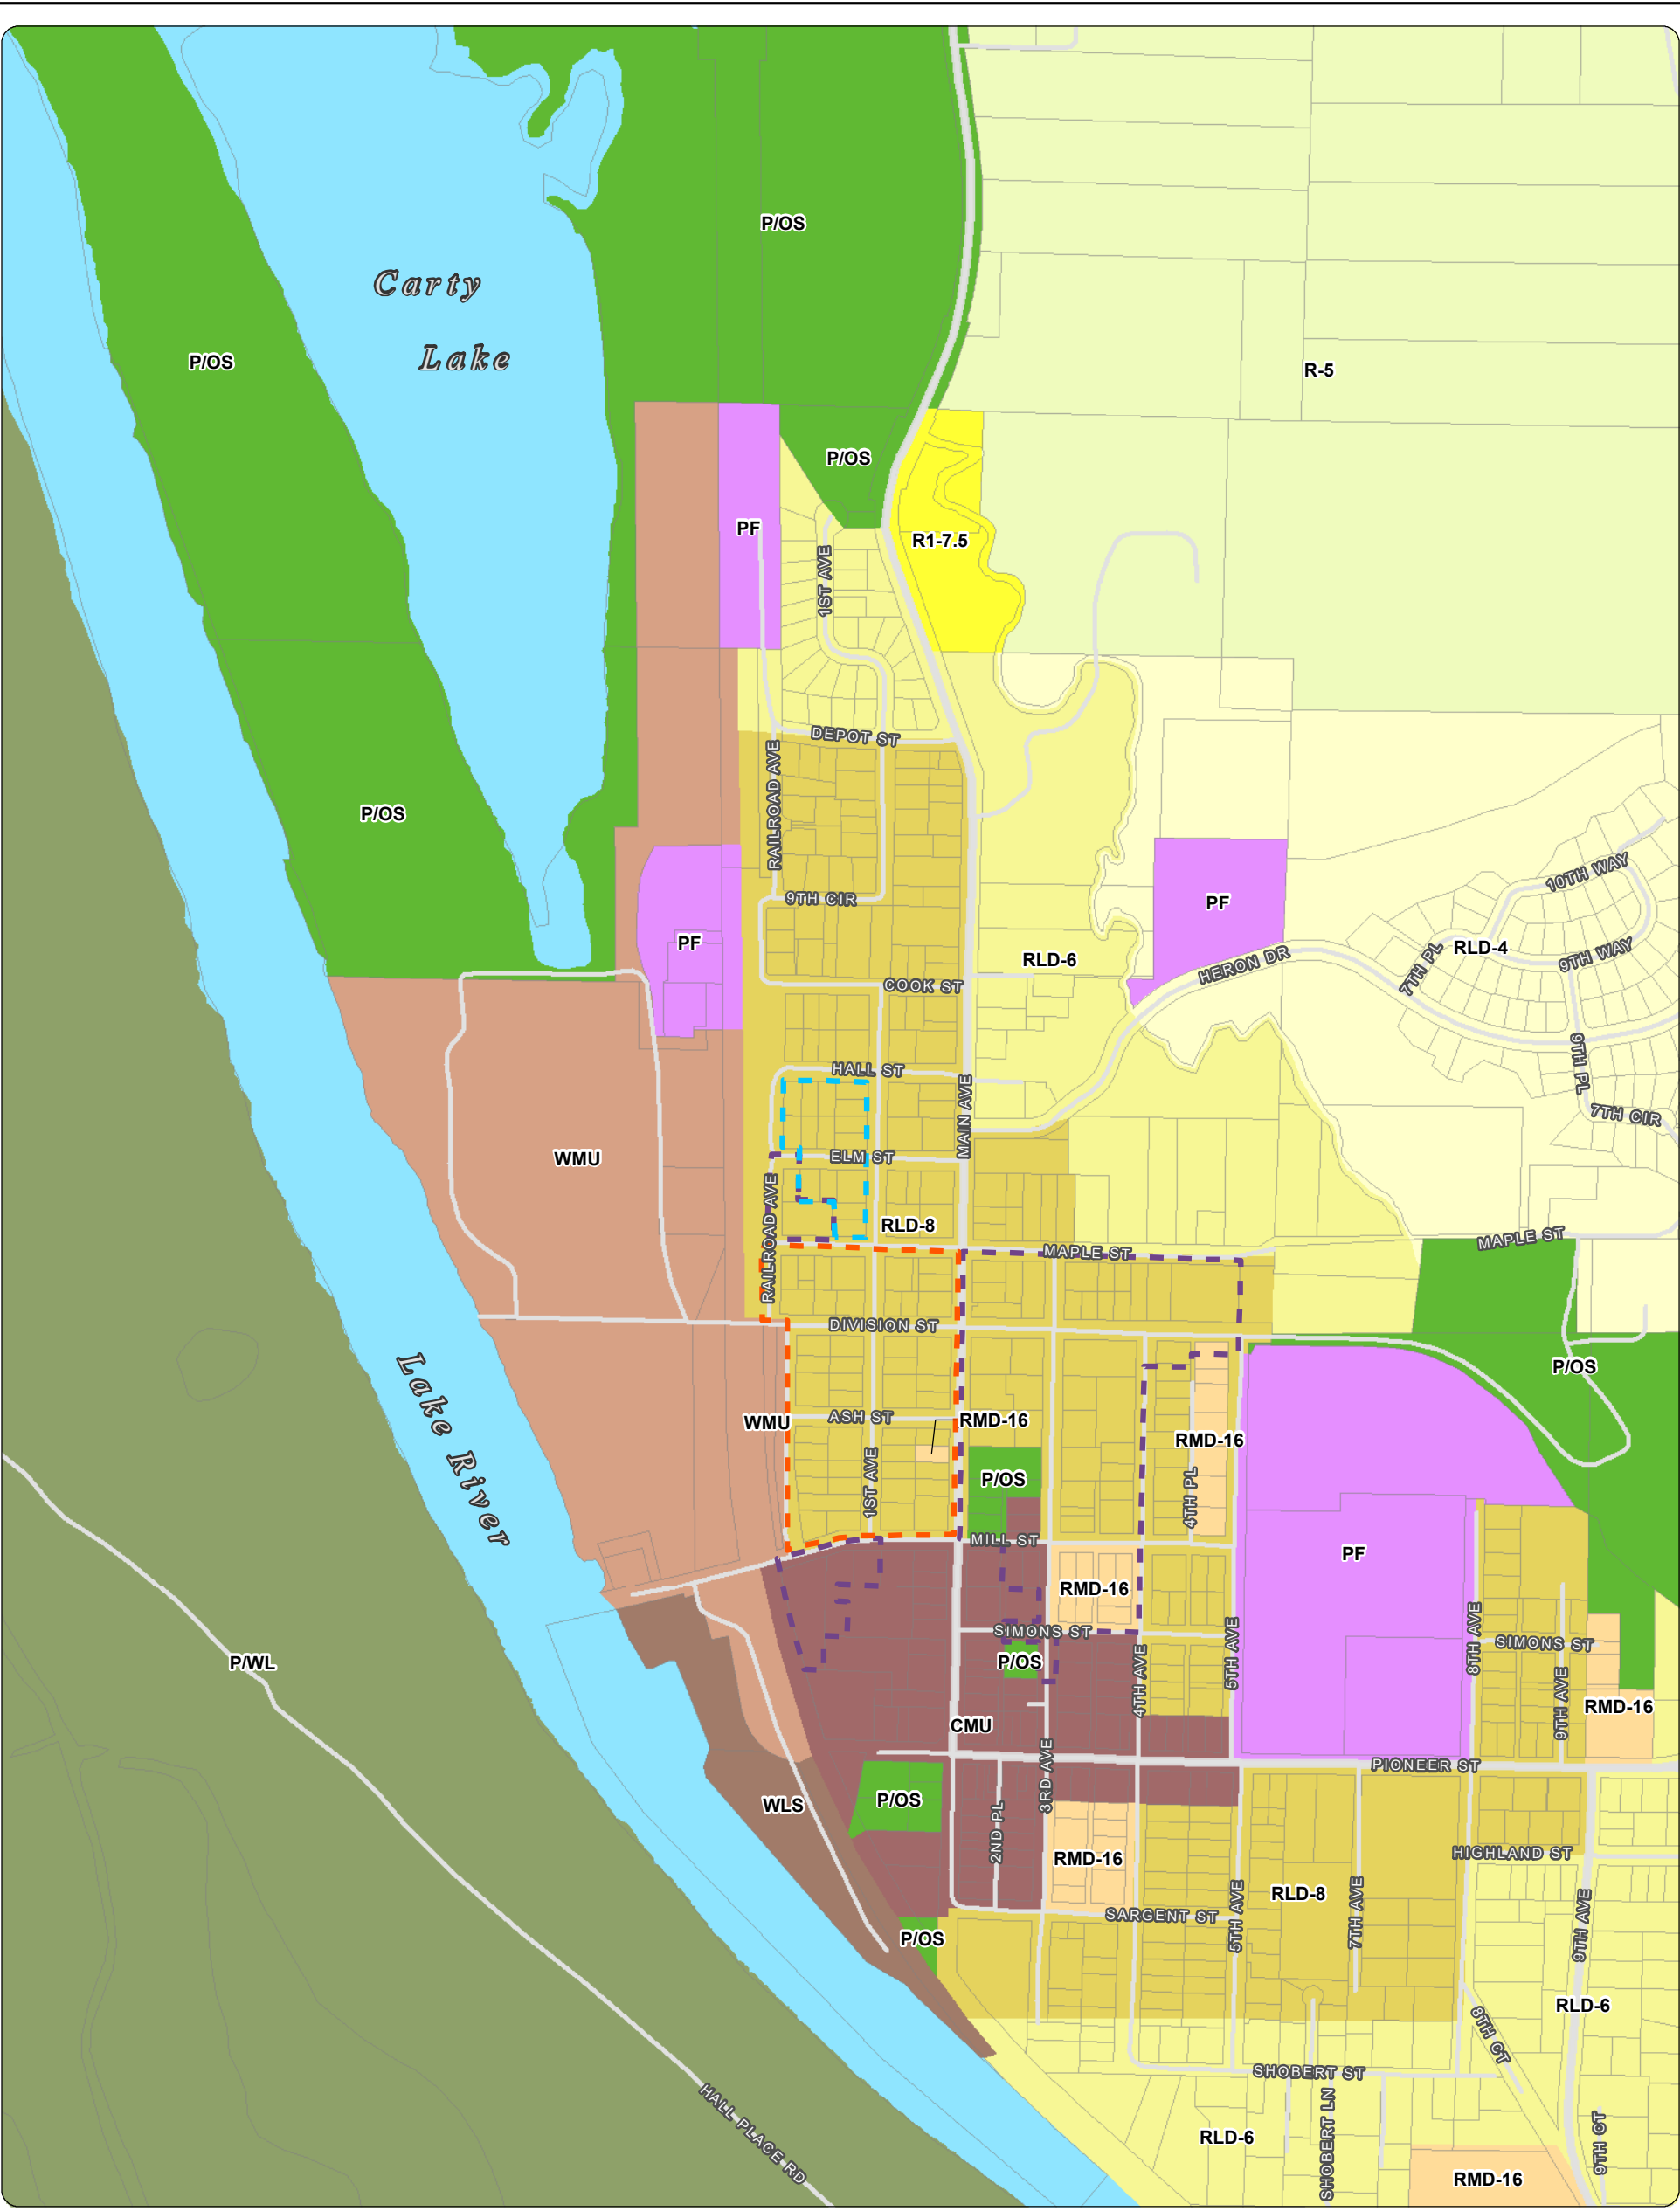 P/OS
Carty
Lake
P/OS
R-5
P/OS
PF
R1-7.5
1ST AVE
DEPOT ST
RAILROAD AVE
P/OS
10TH WAY
9TH CIR
PF
PF
RLD-4
RLD-6
9TH WAY
HERON DR
7TH PL
COOK ST
HALL ST
9TH PL
MAIN AVE
7TH CIR
WMU
ELM ST
RAILROAD AVE
RLD-8
MAPLE ST
MAPLE ST
DIVISION ST
P/OS
Lake River
WMU
ASH ST
RMD-16
RMD-16
P/OS
1ST AVE
4TH PL
MILL ST
PF
RMD-16
SIMONS ST
5TH AVE
8TH AVE
SIMONS ST
P/WL
P/OS
4TH AVE
9TH AVE
RMD-16
CMU
3RD AVE
PIONEER ST
P/OS
WLS
2ND PL
RMD-16
HIGHLAND ST
RLD-8
5TH AVE
7TH AVE
9TH AVE
SARGENT ST
P/OS
RLD-6
8TH CT
SHOBERT ST
HALL PLACE RD
RLD-6
SHOBERT LN
9TH CT
RMD-16